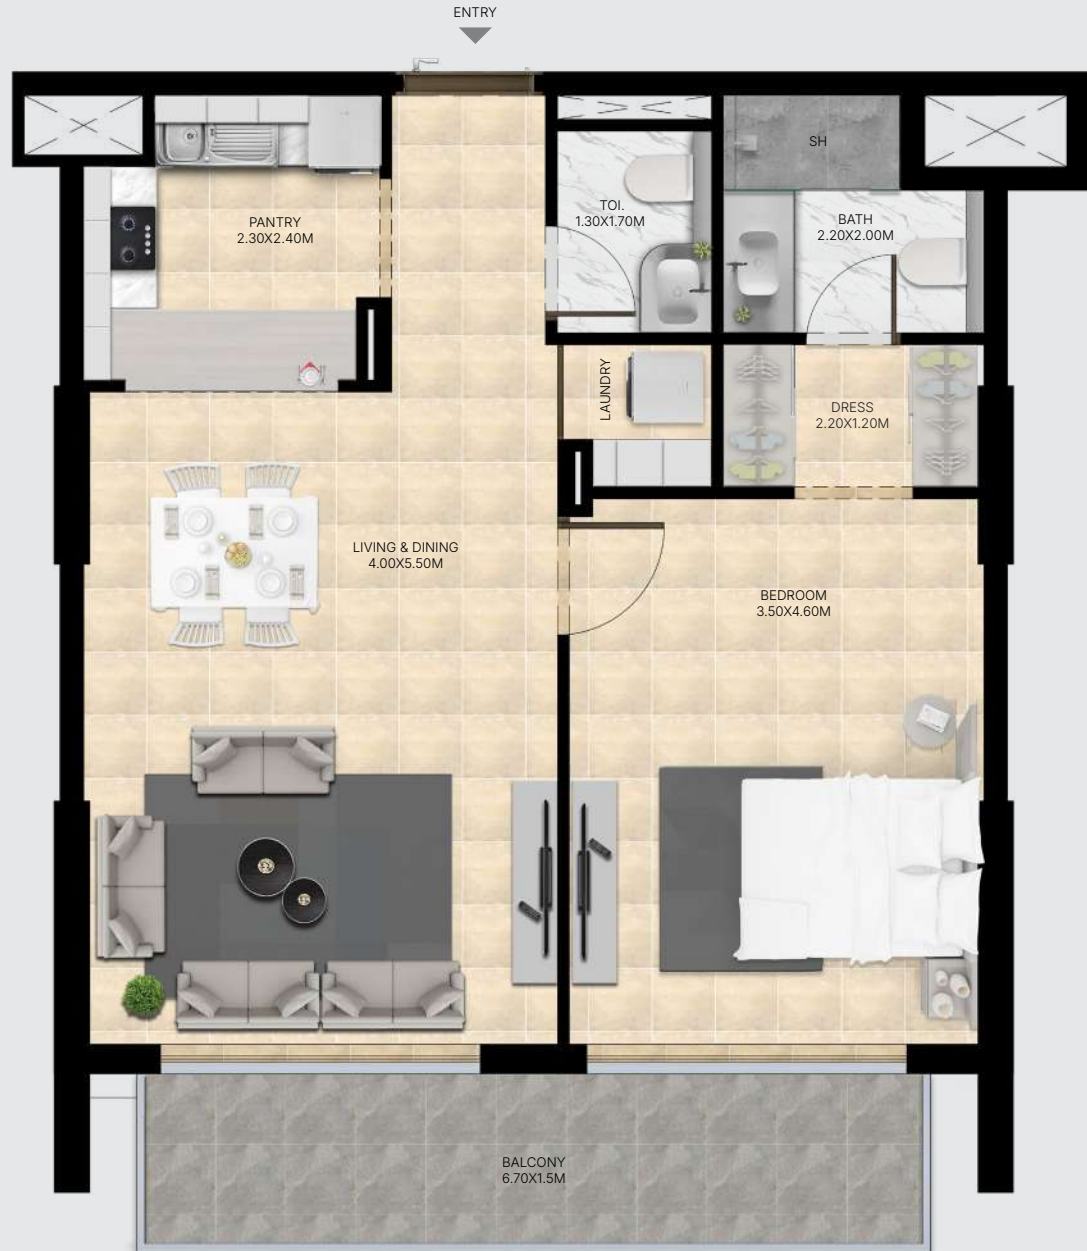 ENTRY
SH
PANTRY
2.30X2.40M
TOI.
1.30X1.70M
BATH
2.20X2.00M
LAUNDRY
DRESS
2.20X1.20M
LIVING & DINING
4.00X5.50M
BEDROOM
3.50X4.60M
BALCONY
6.70X1.5M